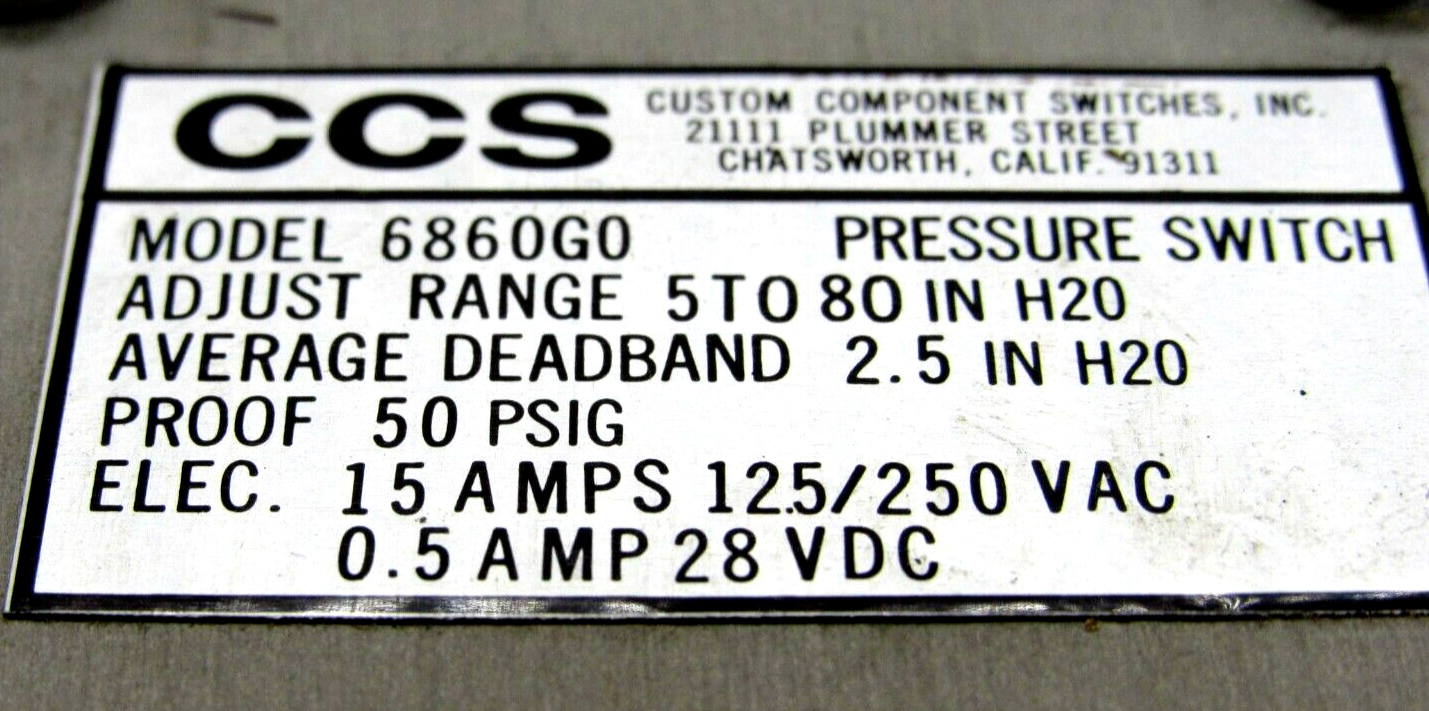 CCS
CUSTOM COMPONENT SWITCHES, INC.
21111 PLUMMER STREET
CHATSWORTH, CALIF. 91311
MODEL 6860G0 PRESSURE SWITCH
ADJUST RANGE 5 TO 80 IN H20
AVERAGE DEADBAND 2.5 IN H20
PROOF 50 PSIG
ELEC. 15 AMPS 125/250 VAC
0.5 AMP 28 VDC